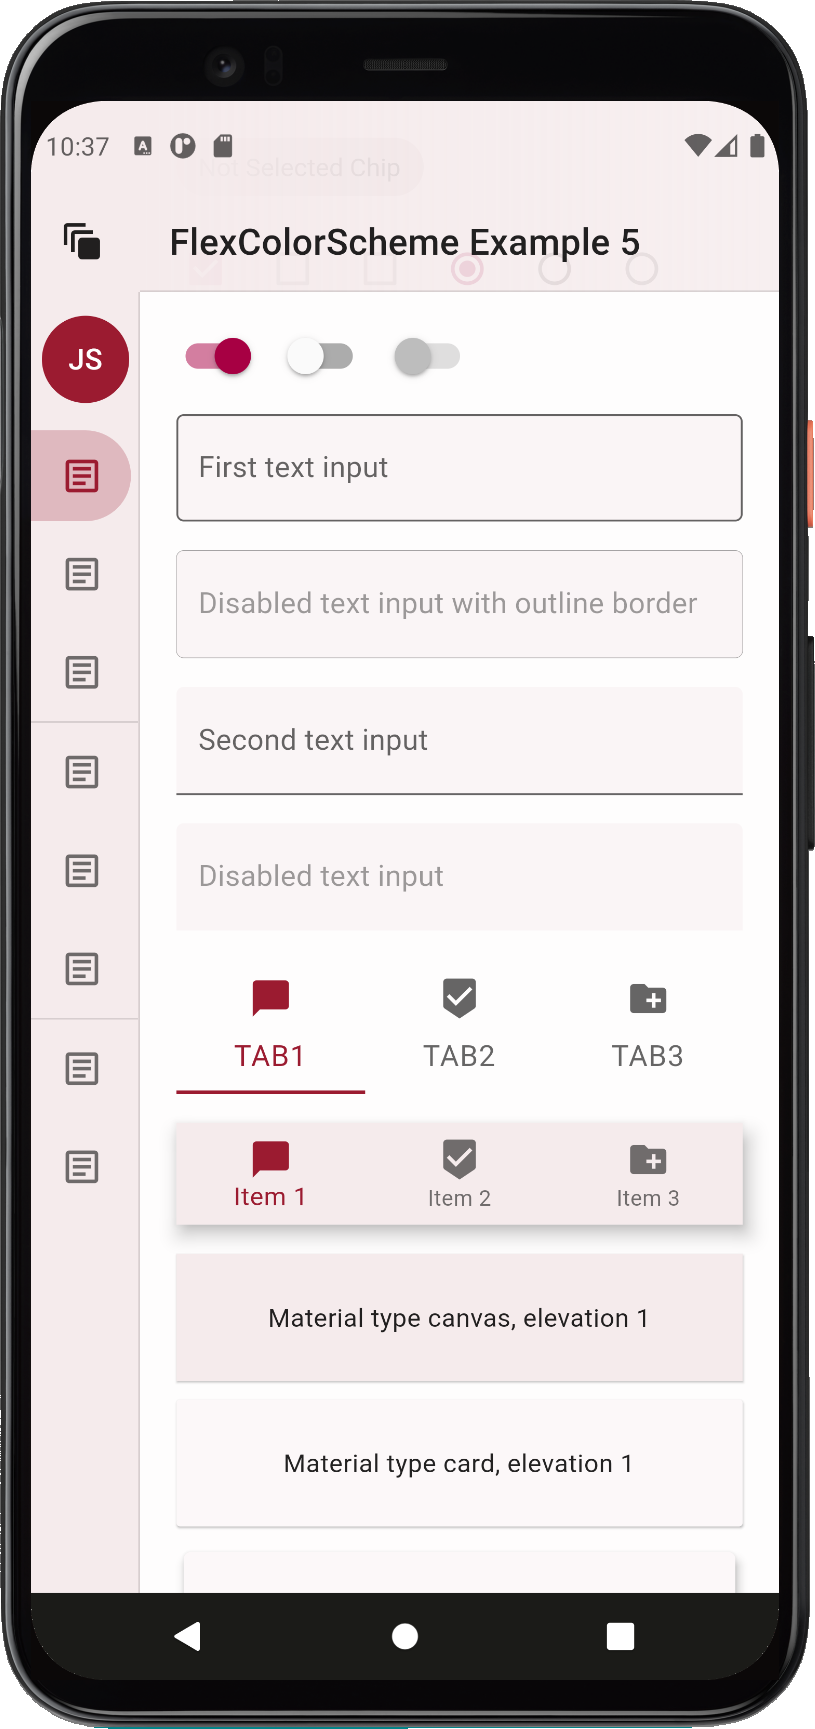 10:37
A
Not Selected Chip
FlexColorScheme Example 5
JS
First text input
Disabled text input with outline border
Second text input
Disabled text input
TAB1 TAB2 TAB3
Item 1 Item 2 Item 3
Material type canvas, elevation 1
Material type card, elevation 1